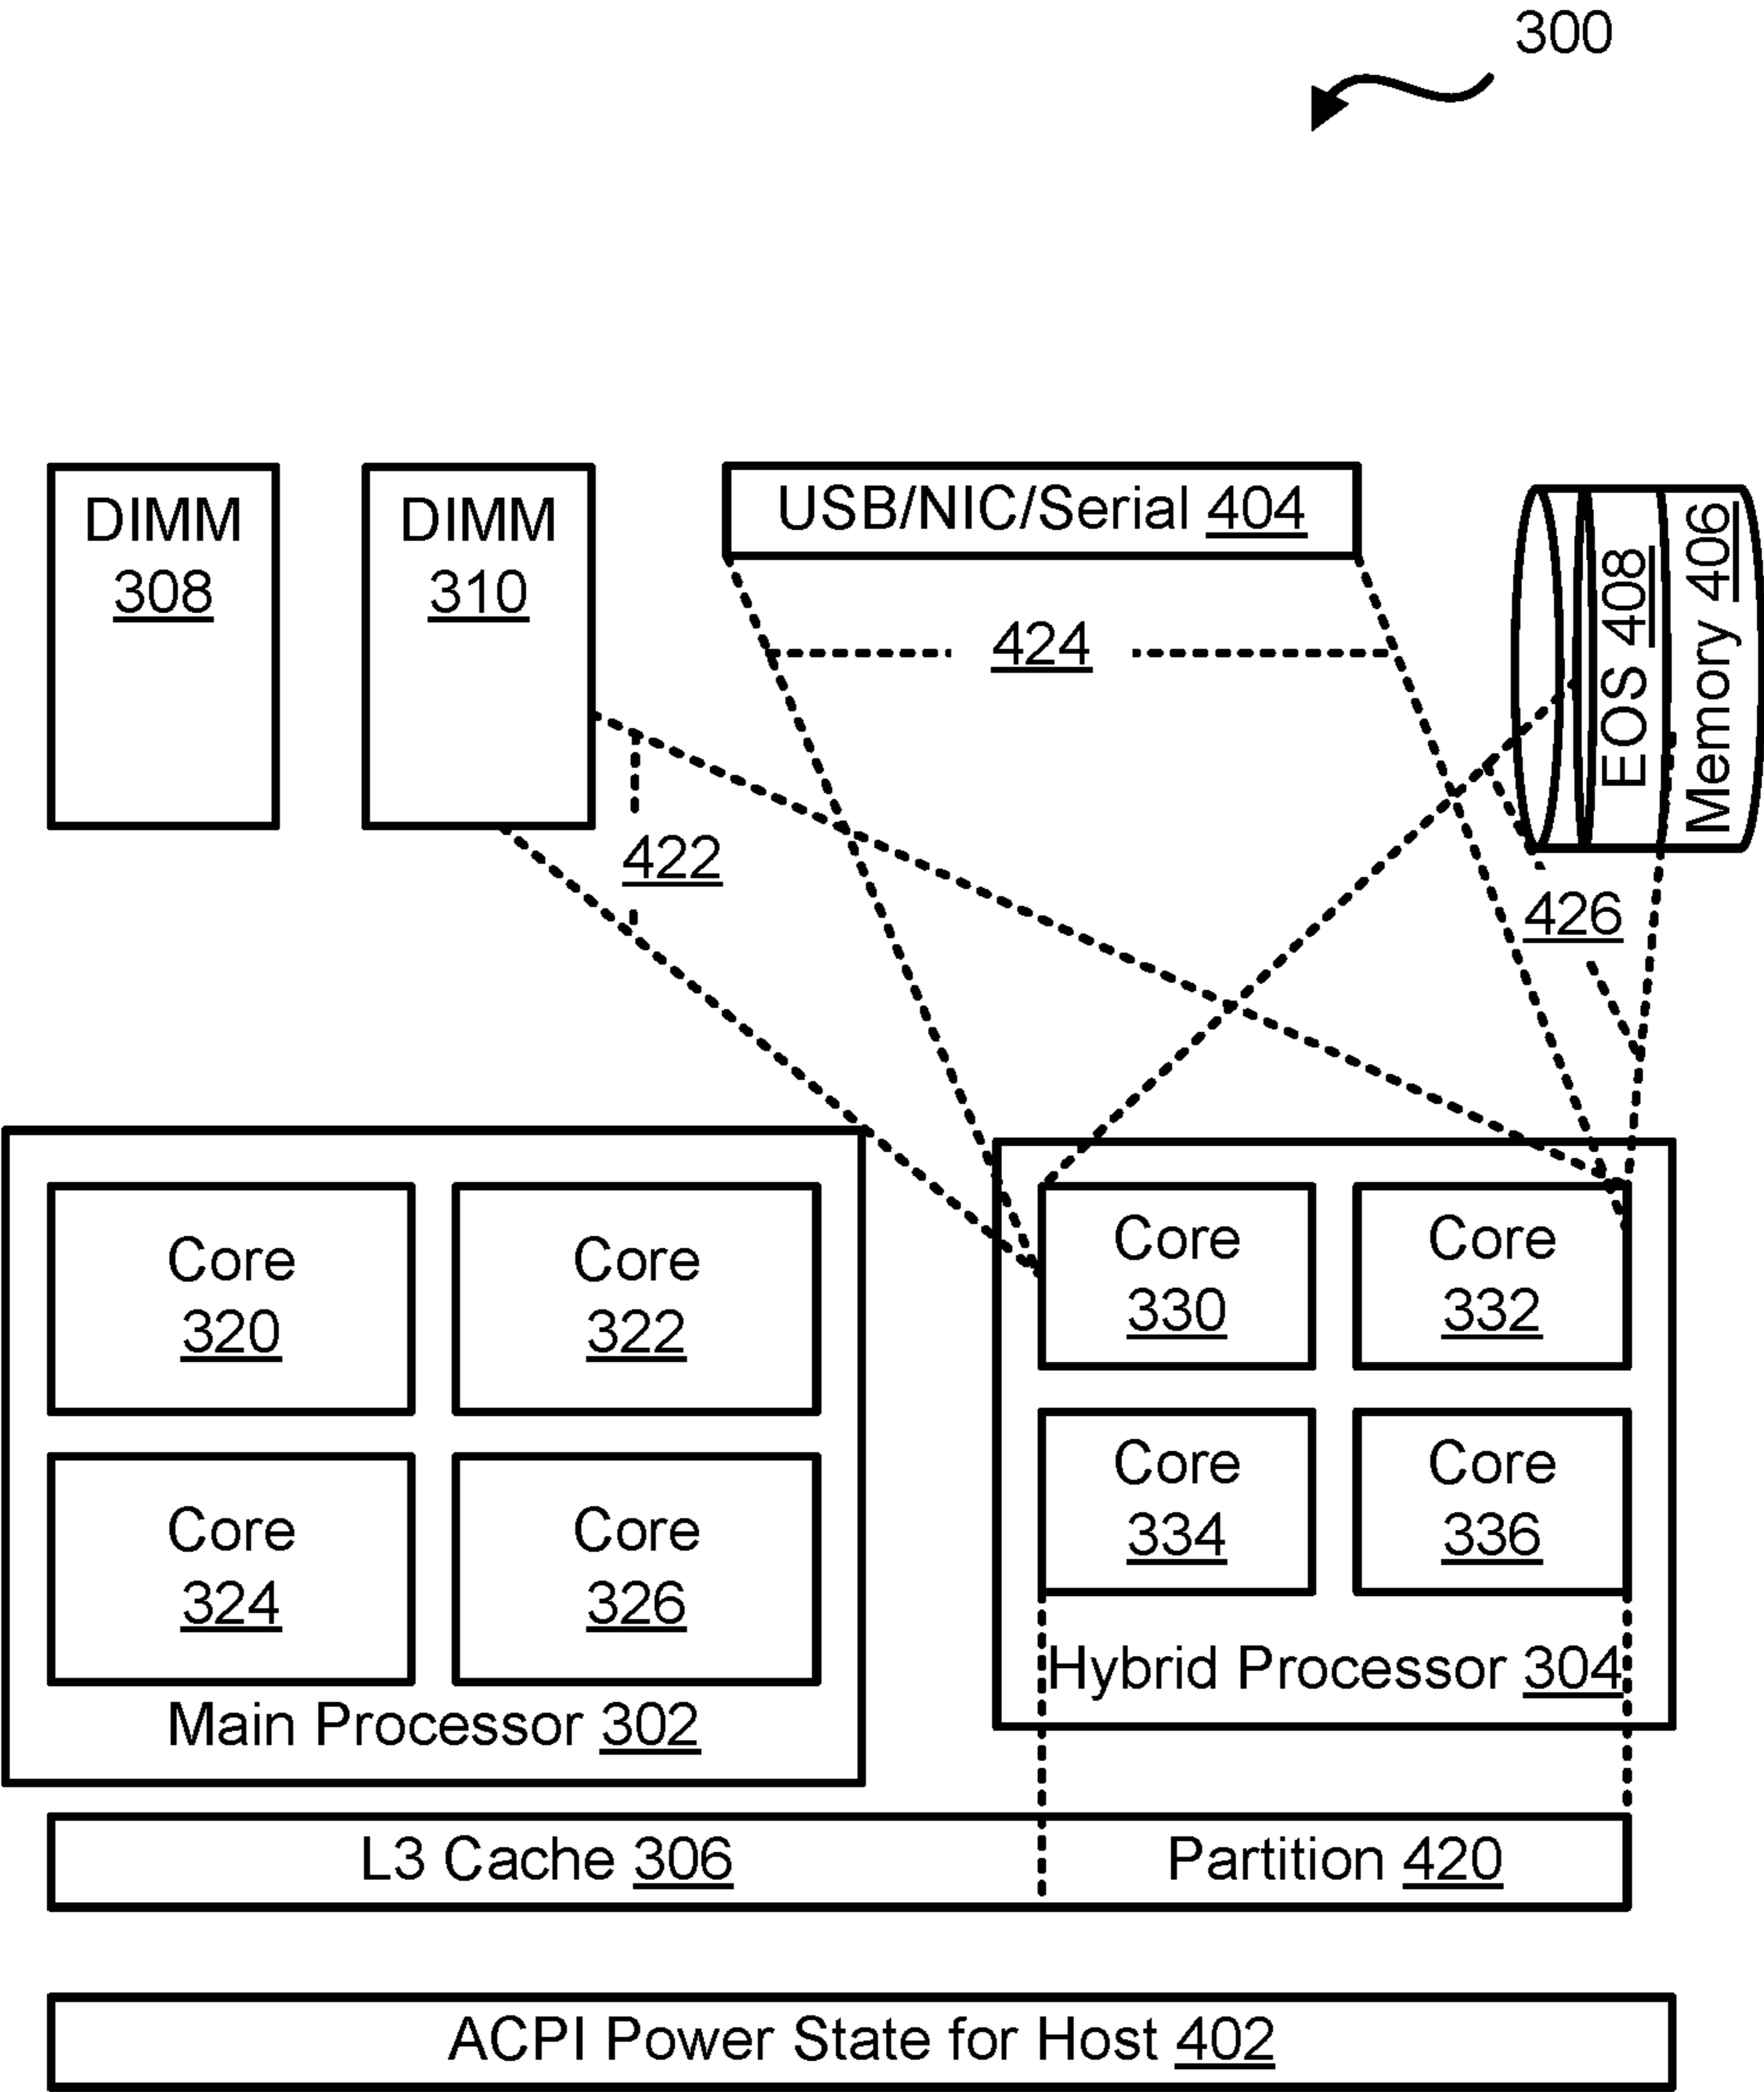 300
DIMM
308
DIMM
310
USB/NIC/Serial 404
EOS 408
Memory 406
424
422
426
Core
320
Core
322
Core
324
Core
326
Main Processor 302
Core
330
Core
332
Core
334
Core
336
Hybrid Processor 304
L3 Cache 306
Partition 420
ACPI Power State for Host 402